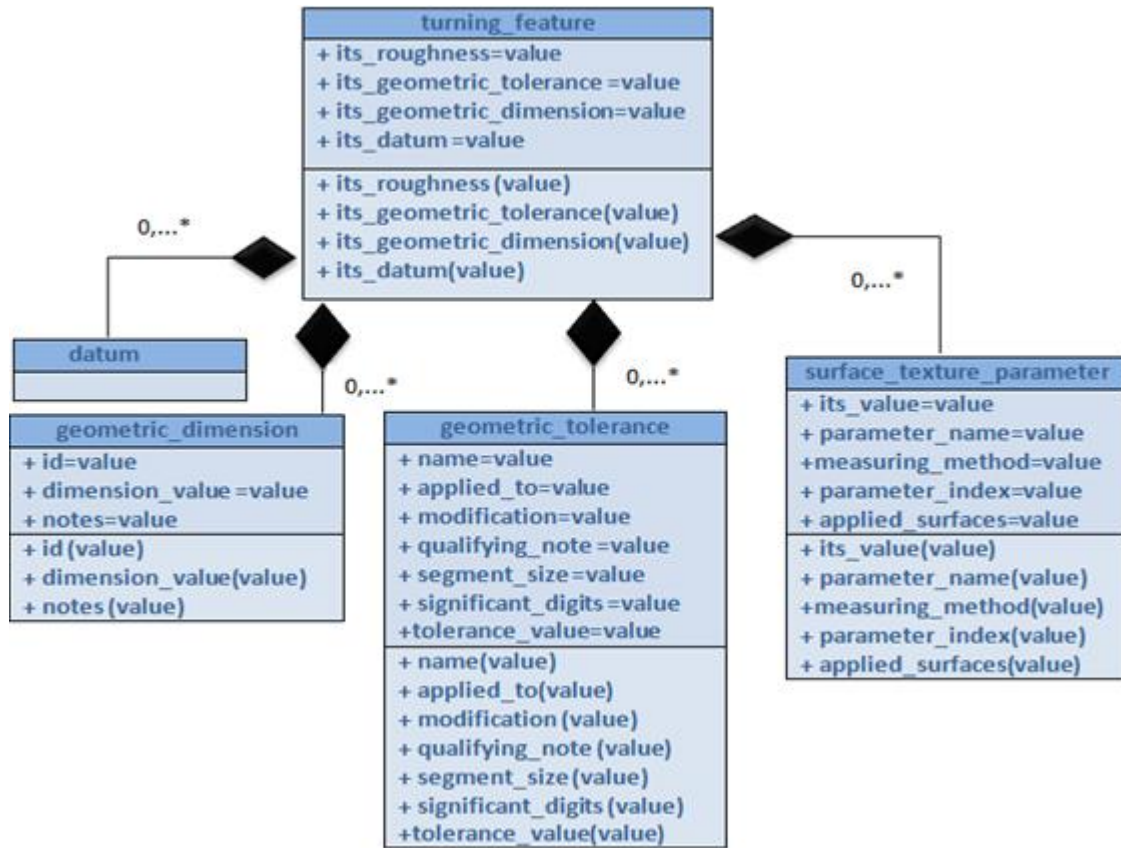 turning_feature
+ its_roughness=value
+ its_geometric_tolerance =value
+ its_geometric_dimension=value
+ its_datum =value
+ its_roughness (value)
+ its_geometric_tolerance(value)
+ its_geometric_dimension(value)
+ its_datum(value)
0,...*
0,...*
0,...*
0,...*
datum
geometric_dimension
+ id=value
+ dimension_value =value
+ notes=value
+ id (value)
+ dimension_value(value)
+ notes (value)
geometric_tolerance
+ name=value
+ applied_to=value
+ modification=value
+ qualifying_note =value
+ segment_size=value
+ significant_digits =value
+tolerance_value=value
+ name(value)
+ applied_to(value)
+ modification (value)
+ qualifying_note (value)
+ segment_size (value)
+ significant_digits (value)
+tolerance_value(value)
surface_texture_parameter
+ its_value=value
+ parameter_name=value
+measuring_method=value
+ parameter_index=value
+ applied_surfaces=value
+ its_value(value)
+ parameter_name(value)
+measuring_method(value)
+ parameter_index(value)
+ applied_surfaces(value)